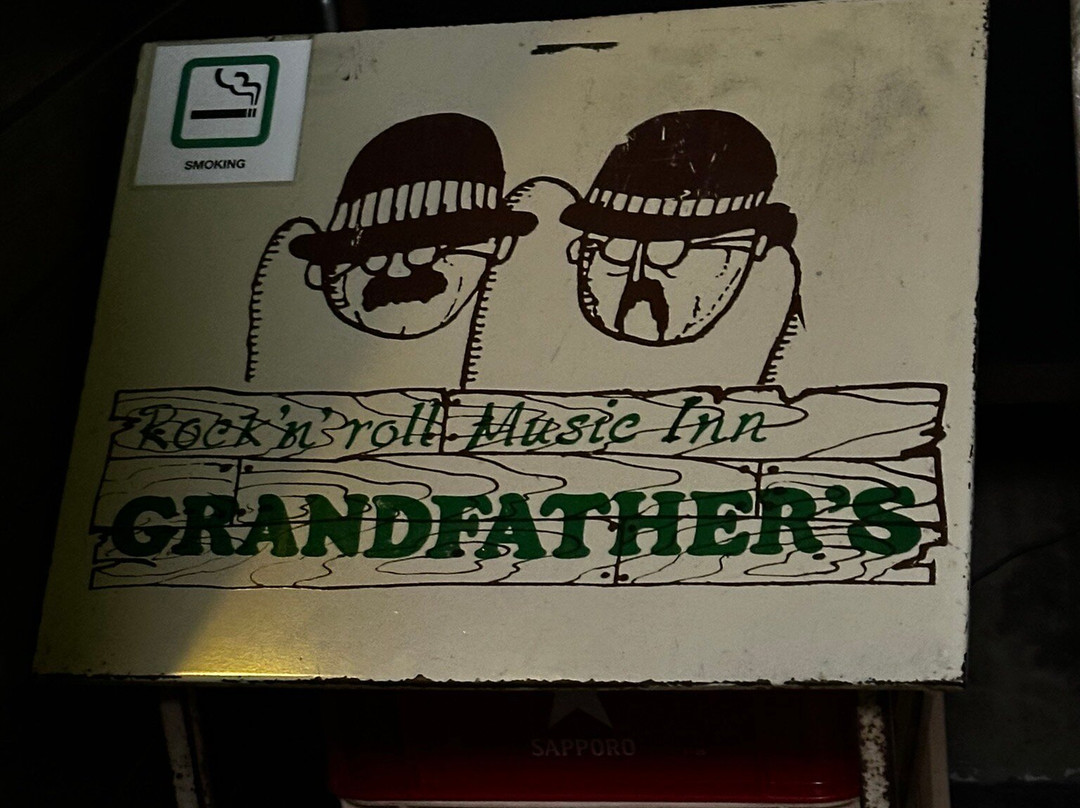 SMOKING
Rock'n'roll Music Inn
GRANDFATHER'S
SAPPORO